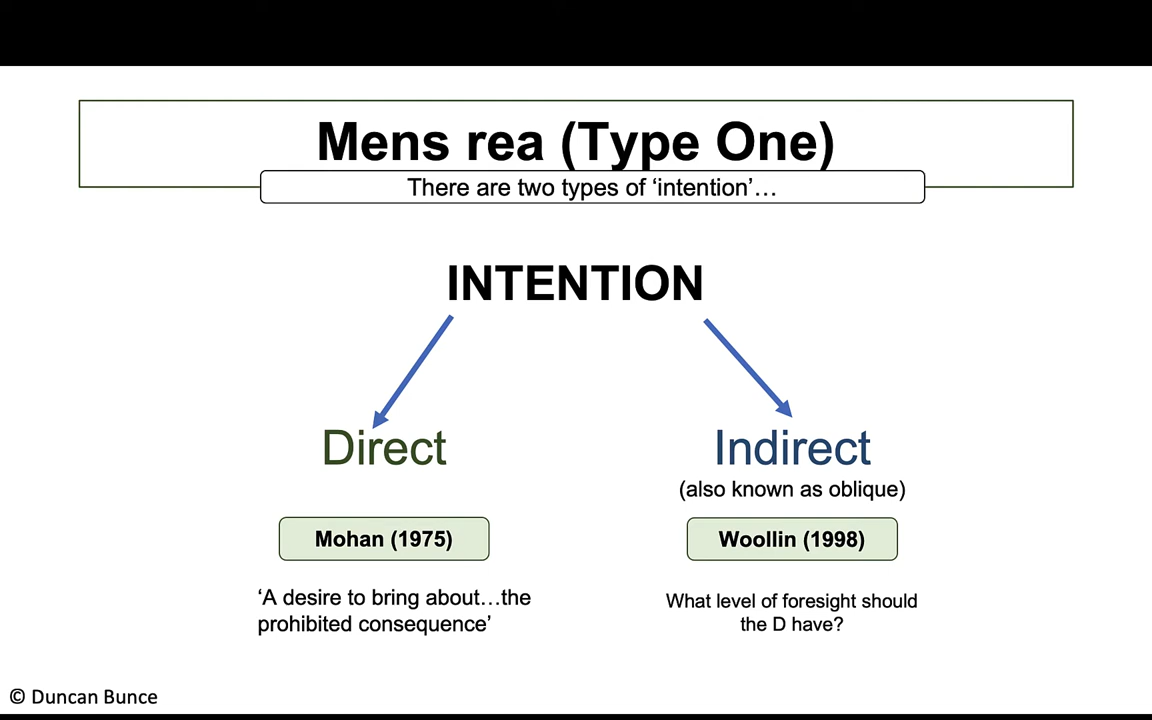 Mens rea (Type One)
There are two types of ‘intention’…
INTENTION
Direct
Indirect
(also known as oblique)
Mohan (1975)
Woollin (1998)
‘A desire to bring about…the
prohibited consequence’
What level of foresight should
the D have?
© Duncan Bunce